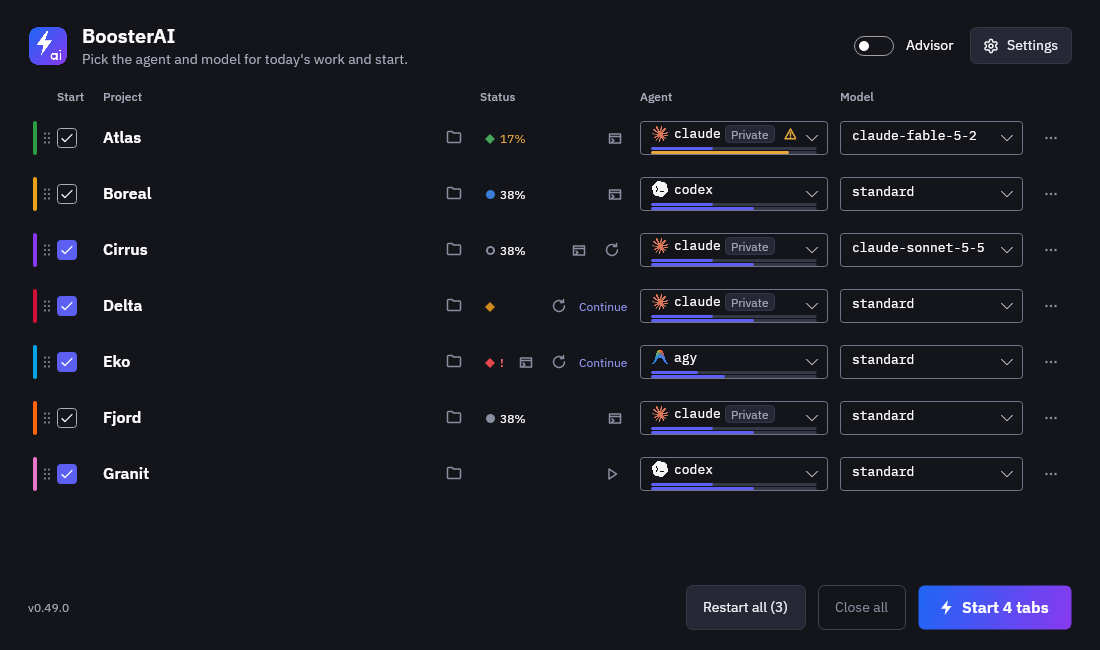 ai
BoosterAI
Pick the agent and model for today's work and start.
Advisor
Settings
Start Project Status Agent Model
Atlas 17% claude Private claude-fable-5-2
Boreal 38% codex standard
Cirrus 38% claude Private claude-sonnet-5-5
Delta Continue claude Private standard
Eko ! Continue agy standard
Fjord 38% claude Private standard
Granit codex standard
v0.49.0 Restart all (3) Close all Start 4 tabs